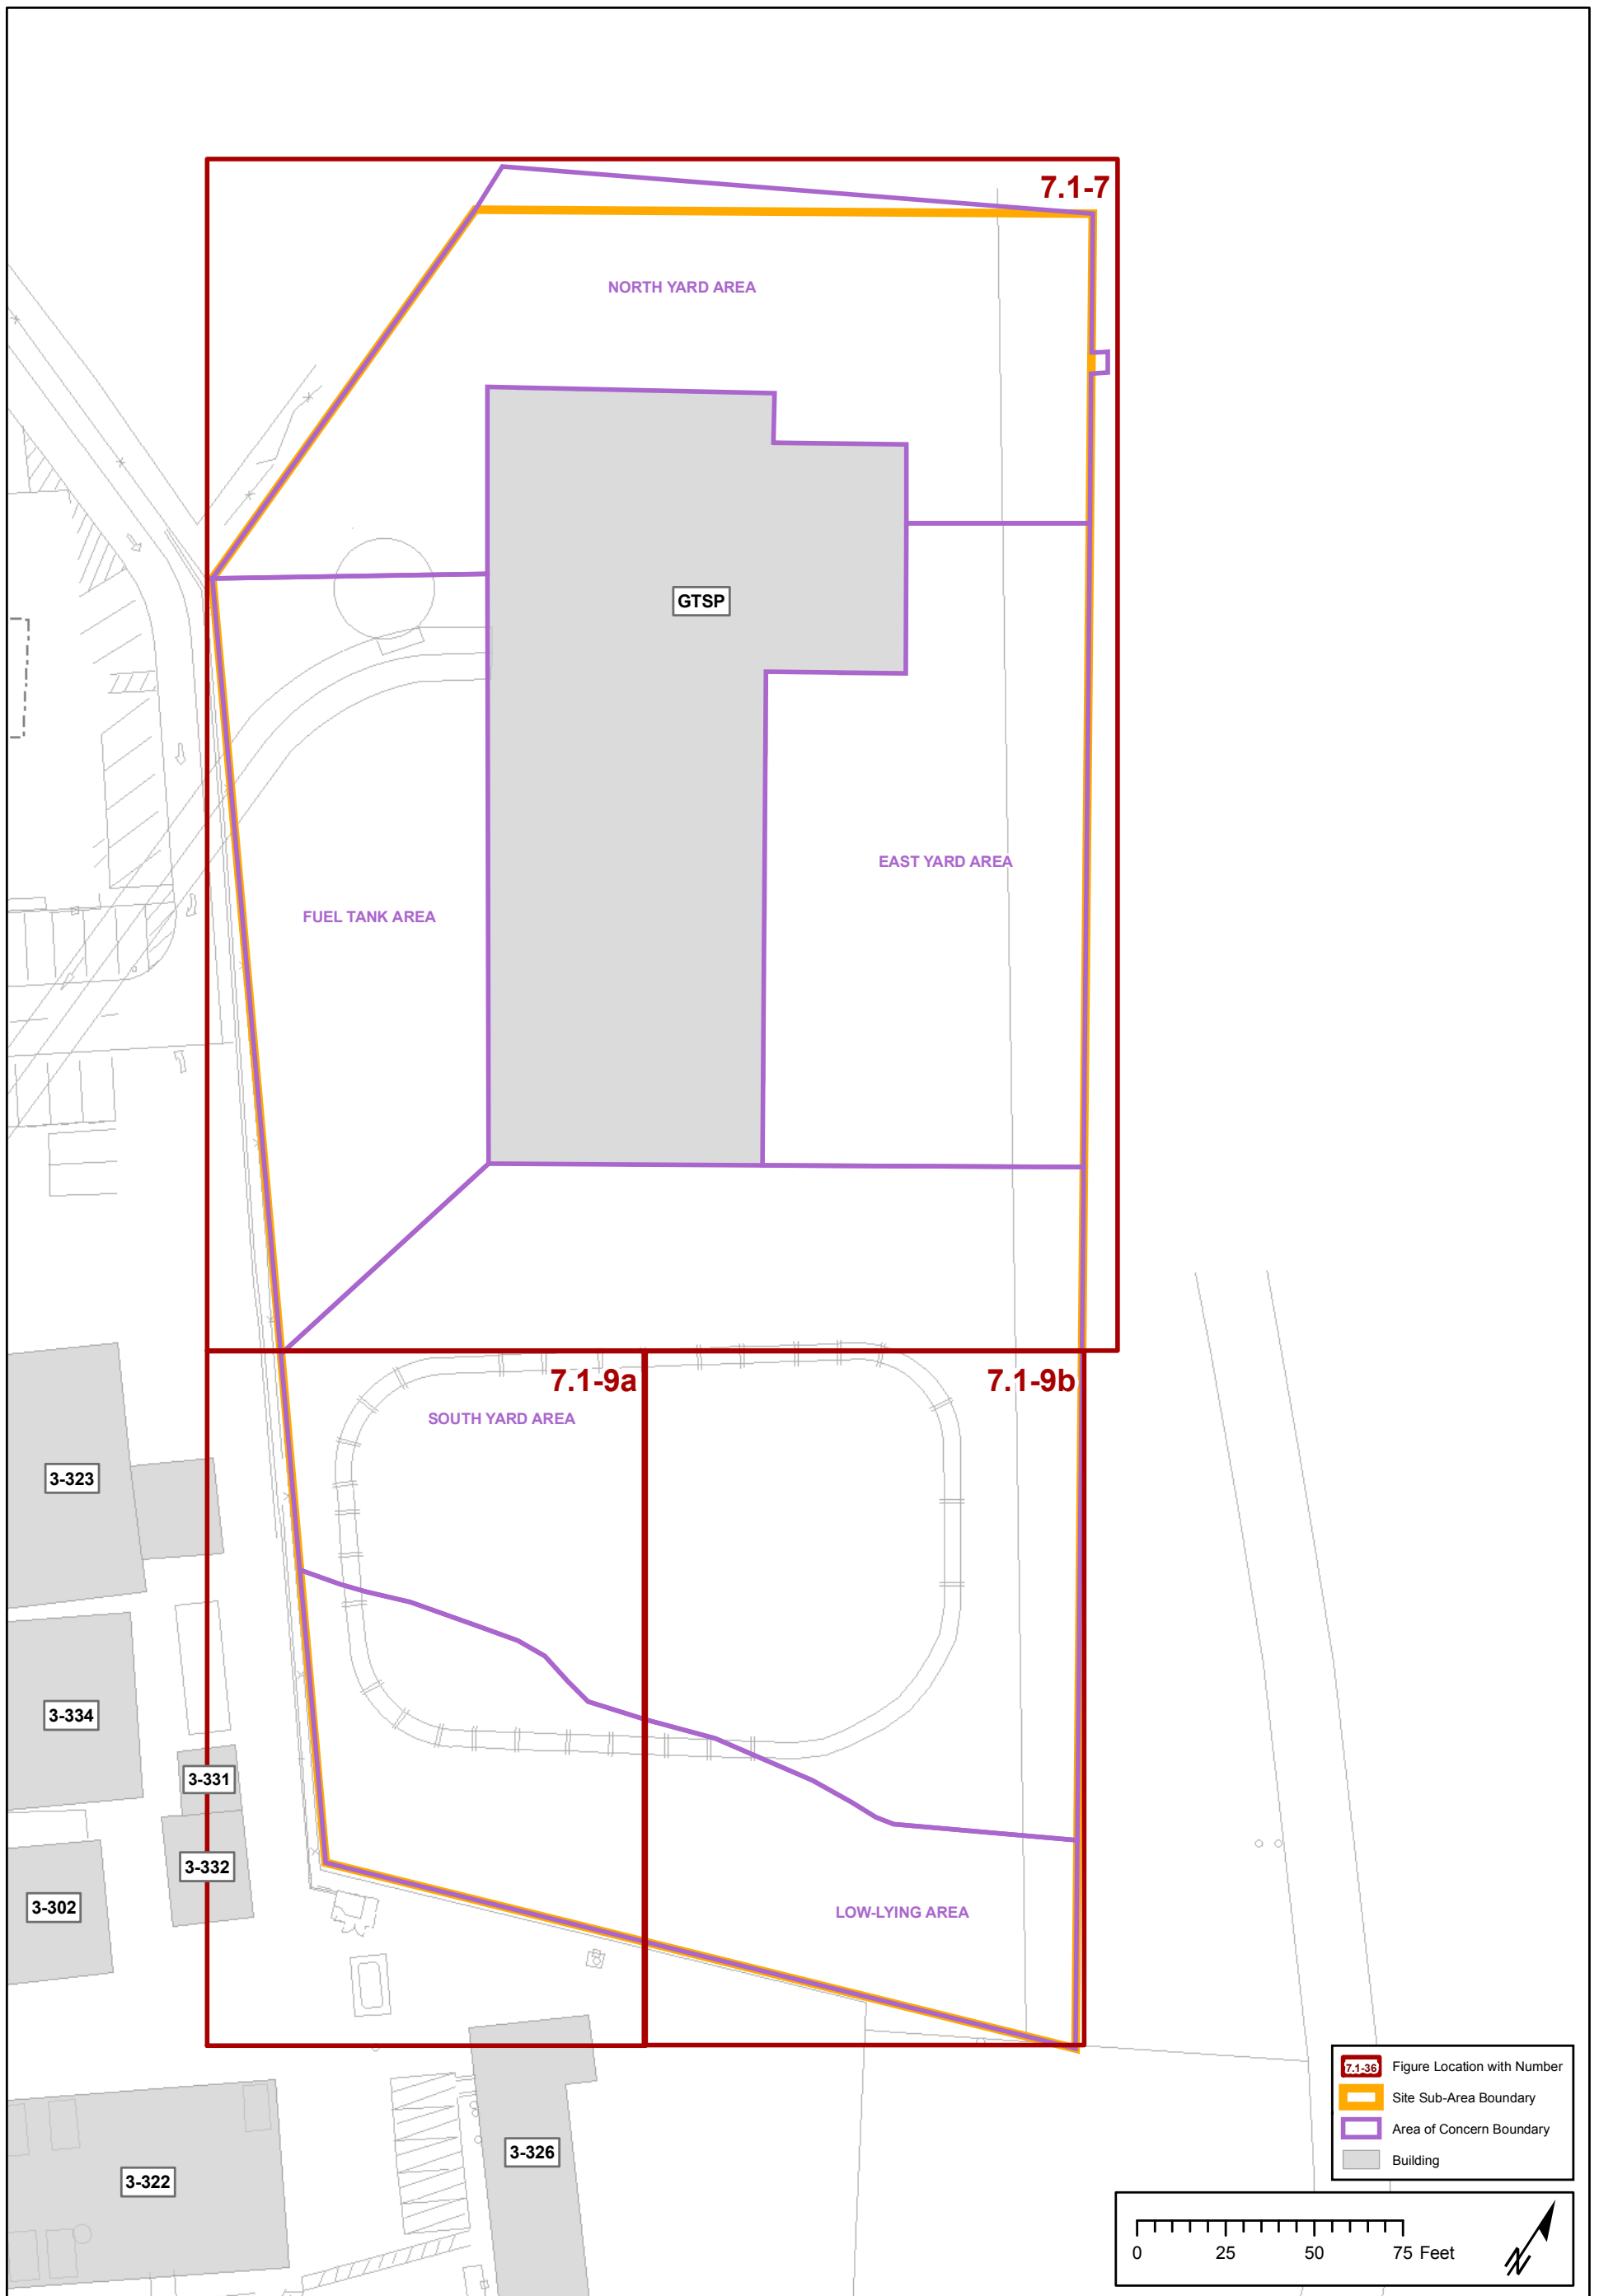 7.1-7
NORTH YARD AREA
GTSP
EAST YARD AREA
FUEL TANK AREA
7.1-9a
7.1-9b
SOUTH YARD AREA
3-323
3-334
3-331
3-332
3-302
LOW-LYING AREA
3-326
3-322
7.1-36 Figure Location with Number
Site Sub-Area Boundary
Area of Concern Boundary
Building
0 25 50 75 Feet
N